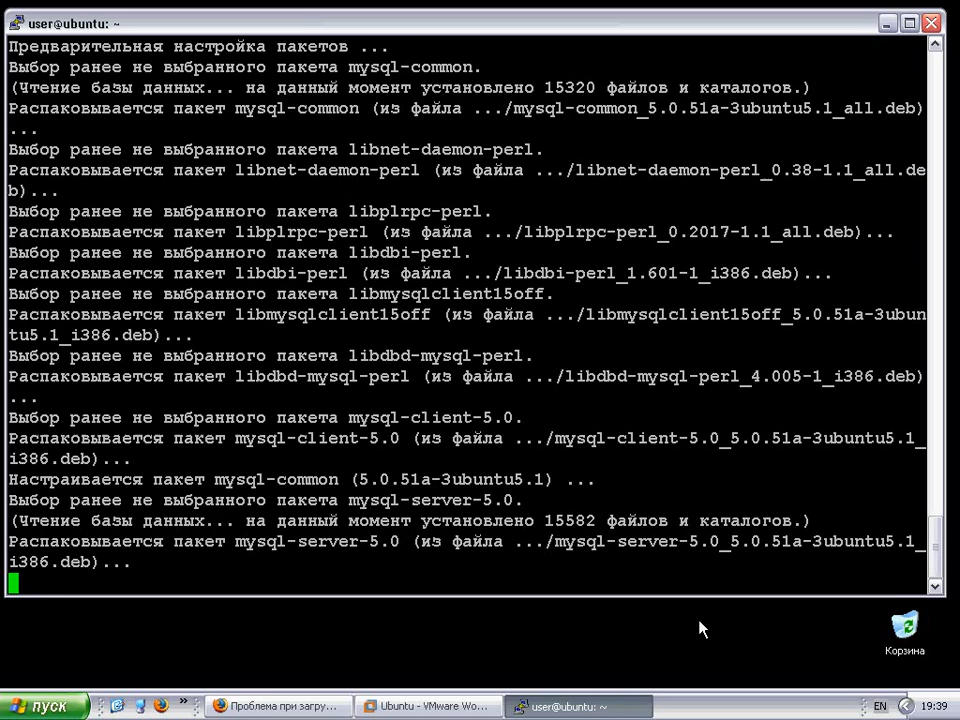 user@ubuntu: ~
Предварительная настройка пакетов ...
Выбор ранее не выбранного пакета mysql-common.
(Чтение базы данных... на данный момент установлено 15320 файлов и каталогов.)
Распаковывается пакет mysql-common (из файла .../mysql-common_5.0.51a-3ubuntu5.1_all.deb)
...
Выбор ранее не выбранного пакета libnet-daemon-perl.
Распаковывается пакет libnet-daemon-perl (из файла .../libnet-daemon-perl_0.38-1.1_all.de
b)...
Выбор ранее не выбранного пакета libplrpc-perl.
Распаковывается пакет libplrpc-perl (из файла .../libplrpc-perl_0.2017-1.1_all.deb)...
Выбор ранее не выбранного пакета libdbi-perl.
Распаковывается пакет libdbi-perl (из файла .../libdbi-perl_1.601-1_i386.deb)...
Выбор ранее не выбранного пакета libmysqlclient15off.
Распаковывается пакет libmysqlclient15off (из файла .../libmysqlclient15off_5.0.51a-3ubun
tu5.1_i386.deb)...
Выбор ранее не выбранного пакета libdbd-mysql-perl.
Распаковывается пакет libdbd-mysql-perl (из файла .../libdbd-mysql-perl_4.005-1_i386.deb)
...
Выбор ранее не выбранного пакета mysql-client-5.0.
Распаковывается пакет mysql-client-5.0 (из файла .../mysql-client-5.0_5.0.51a-3ubuntu5.1_
i386.deb)...
Настраивается пакет mysql-common (5.0.51a-3ubuntu5.1) ...
Выбор ранее не выбранного пакета mysql-server-5.0.
(Чтение базы данных... на данный момент установлено 15582 файлов и каталогов.)
Распаковывается пакет mysql-server-5.0 (из файла .../mysql-server-5.0_5.0.51a-3ubuntu5.1_
i386.deb)...
Корзина
пуск
Проблема при загру...
Ubuntu - VMware Wo...
user@ubuntu: ~
EN
19:39